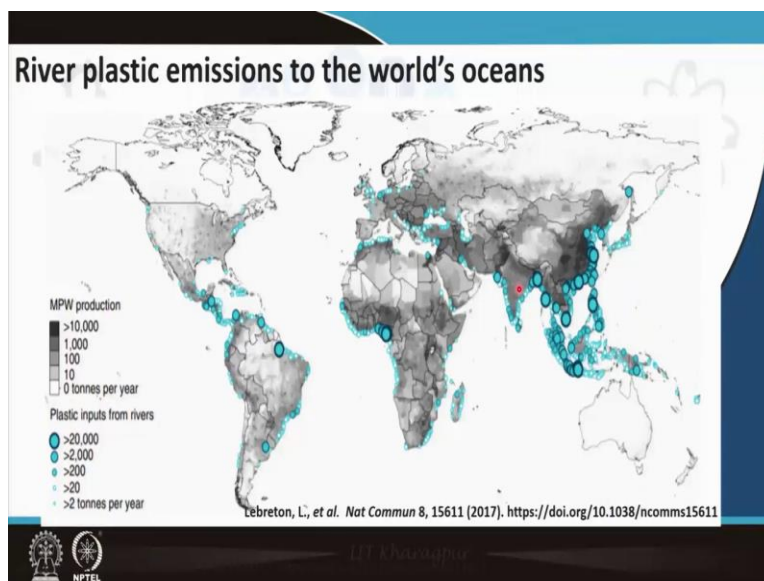 River plastic emissions to the world's oceans
MPW production
>10,000
1,000
100
10
0 tonnes per year
Plastic inputs from rivers
>20,000
>2,000
>200
>20
>2 tonnes per year
Lebreton, L., et al. Nat Commun 8, 15611 (2017). https://doi.org/10.1038/ncomms15611
IIT Kharagpur
NPTEL